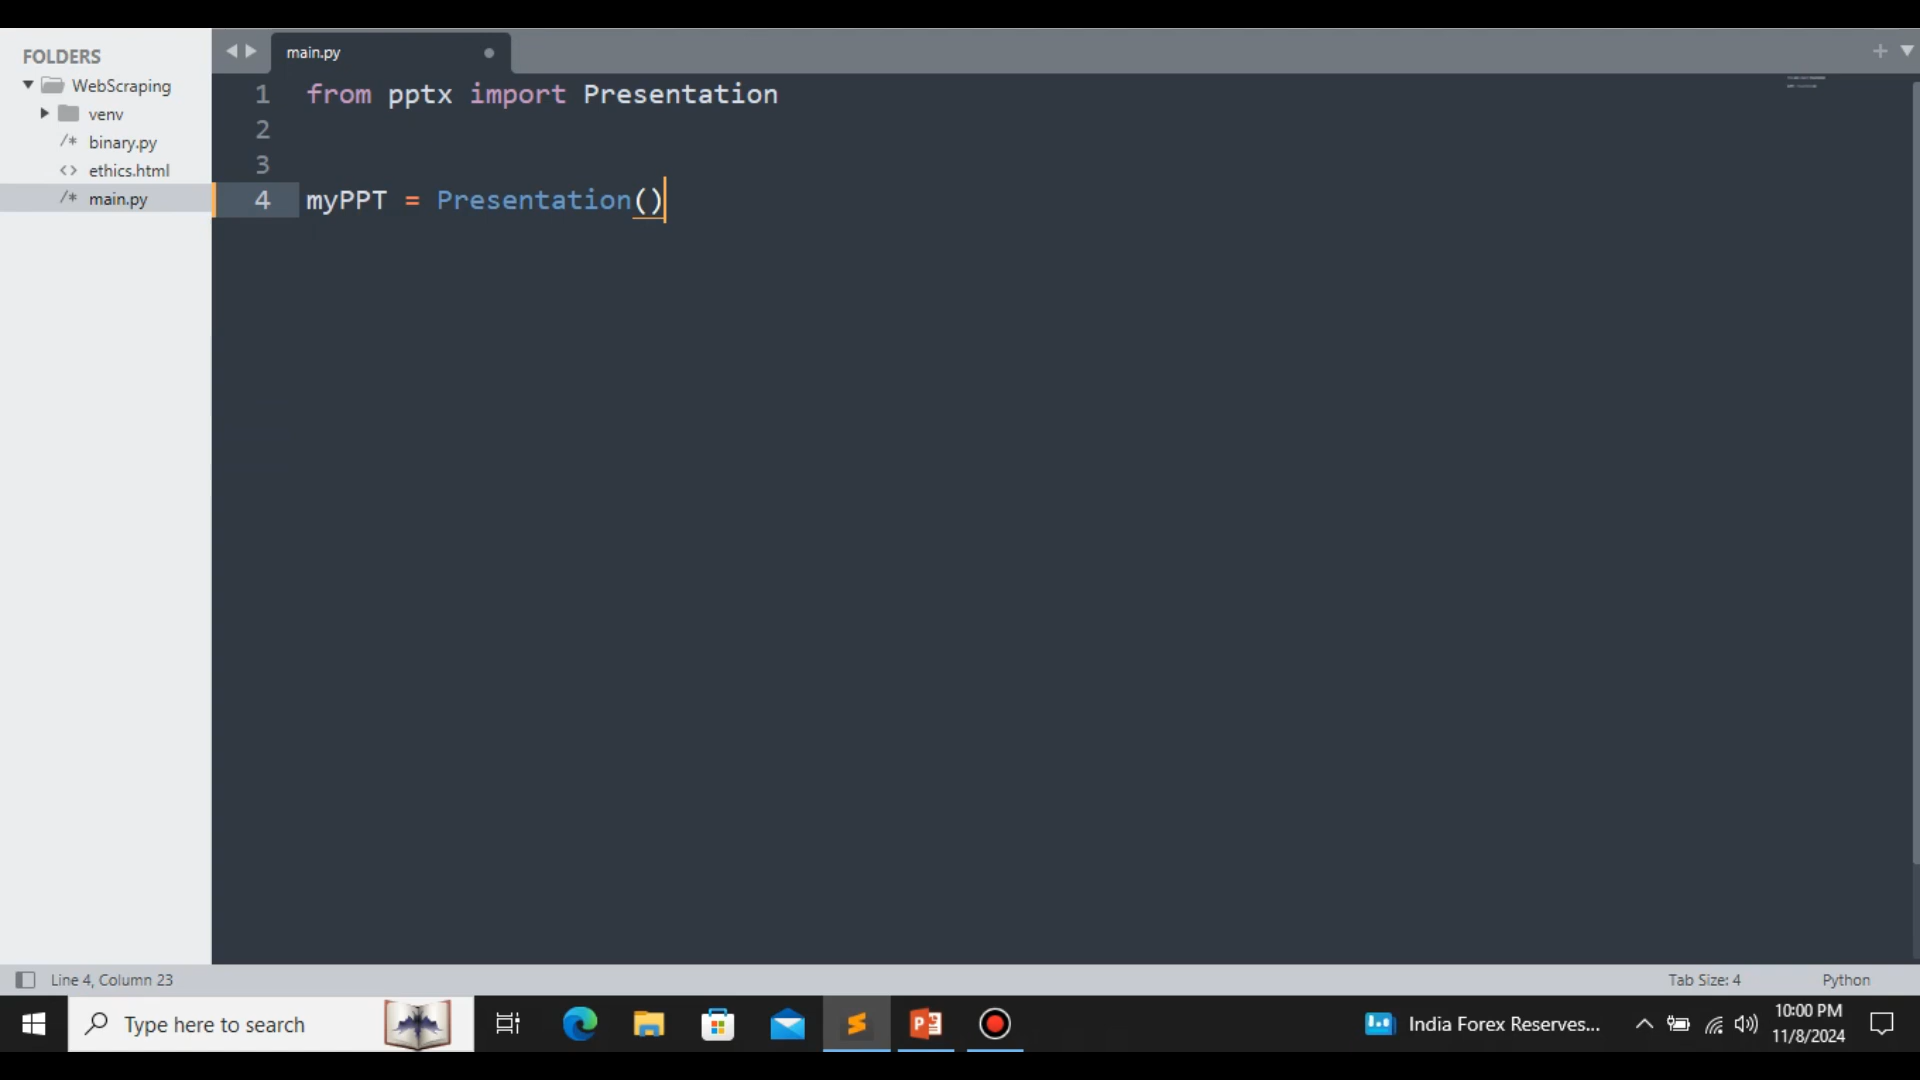 FOLDERS
WebScraping
venv
/* binary.py
<> ethics.html
/* main.py
main.py
1 from pptx import Presentation
2
3
4 myPPT = Presentation()
Line 4, Column 23
Tab Size: 4
Python
Type here to search
India Forex Reserves...
10:00 PM
11/8/2024